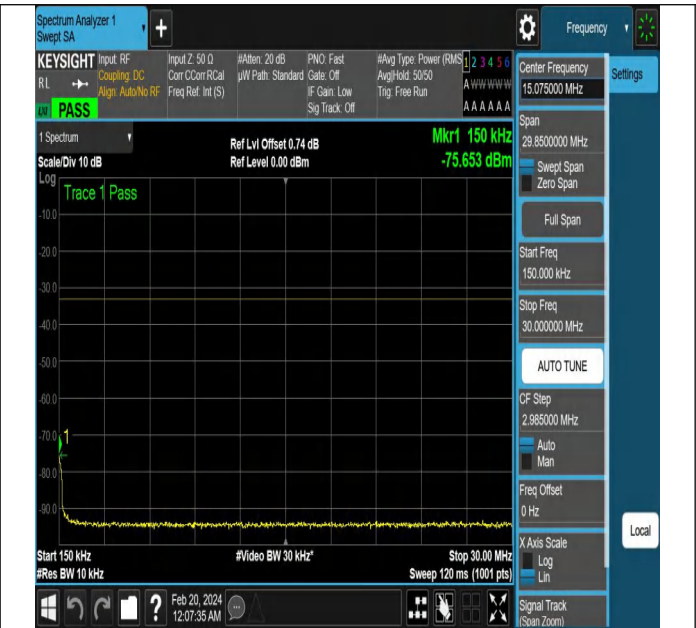 Spectrum Analyzer 1
Swept SA
+
Frequency
KEYSIGHT
RL
PASS
Input: RF
Coupling: DC
Align: Auto/No RF
Input Z: 50 Ω
Corr CCorr RCal
Freq Ref: Int (S)
#Atten: 20 dB
µW Path: Standard
PNO: Fast
Gate: Off
IF Gain: Low
Sig Track: Off
#Avg Type: Power (RMS
Avg|Hold: 50/50
Trig: Free Run
1 2 3 4 5 6
A W W W W W
A A A A A A
1 Spectrum
Scale/Div 10 dB
Ref Lvl Offset 0.74 dB
Ref Level 0.00 dBm
Mkr1 150 kHz
-75.653 dBm
Log
Trace 1 Pass
-10.0
-20.0
-30.0
-40.0
-50.0
-60.0
-70.0
-80.0
-90.0
1
Start 150 kHz
#Res BW 10 kHz
#Video BW 30 kHz*
Stop 30.00 MHz
Sweep 120 ms (1001 pts)
?
Feb 20, 2024
12:07:35 AM
Center Frequency
15.075000 MHz
Settings
Span
29.8500000 MHz
Swept Span
Zero Span
Full Span
Start Freq
150.000 kHz
Stop Freq
30.000000 MHz
AUTO TUNE
CF Step
2.985000 MHz
Auto
Man
Freq Offset
0 Hz
X Axis Scale
Log
Lin
Signal Track
(Span Zoom)
Local